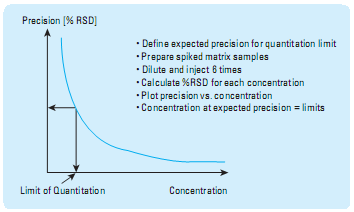 Precision [% RSD]
• Define expected precision for quantitation limit
• Prepare spiked matrix samples
• Dilute and inject 6 times
• Calculate %RSD for each concentration
• Plot precision vs. concentration
• Concentration at expected precision = limits
Limit of Quantitation
Concentration